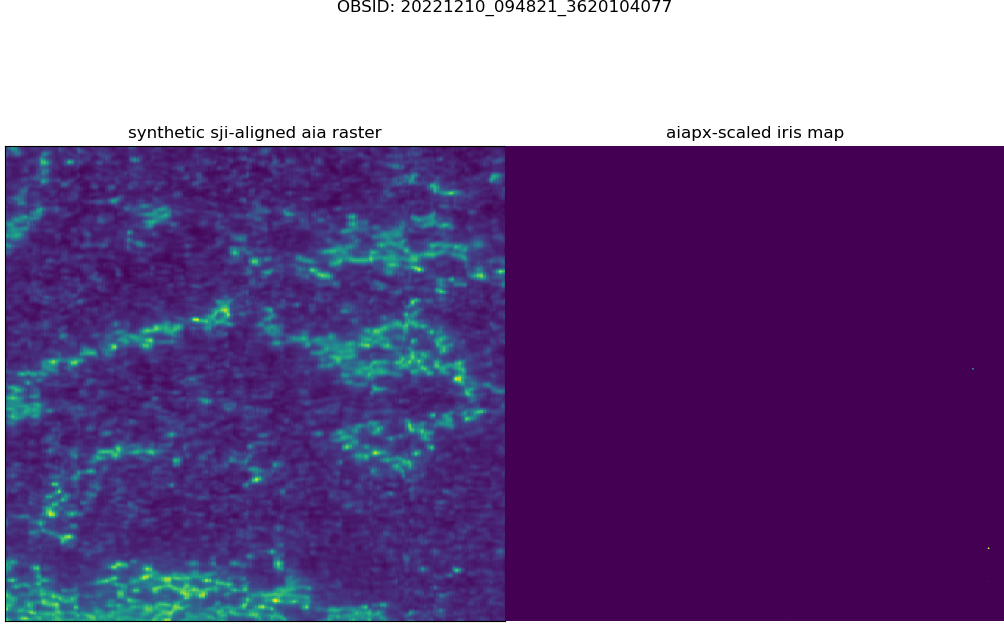 OBSID: 20221210_094821_3620104077
synthetic sji-aligned aia raster
aiapx-scaled iris map